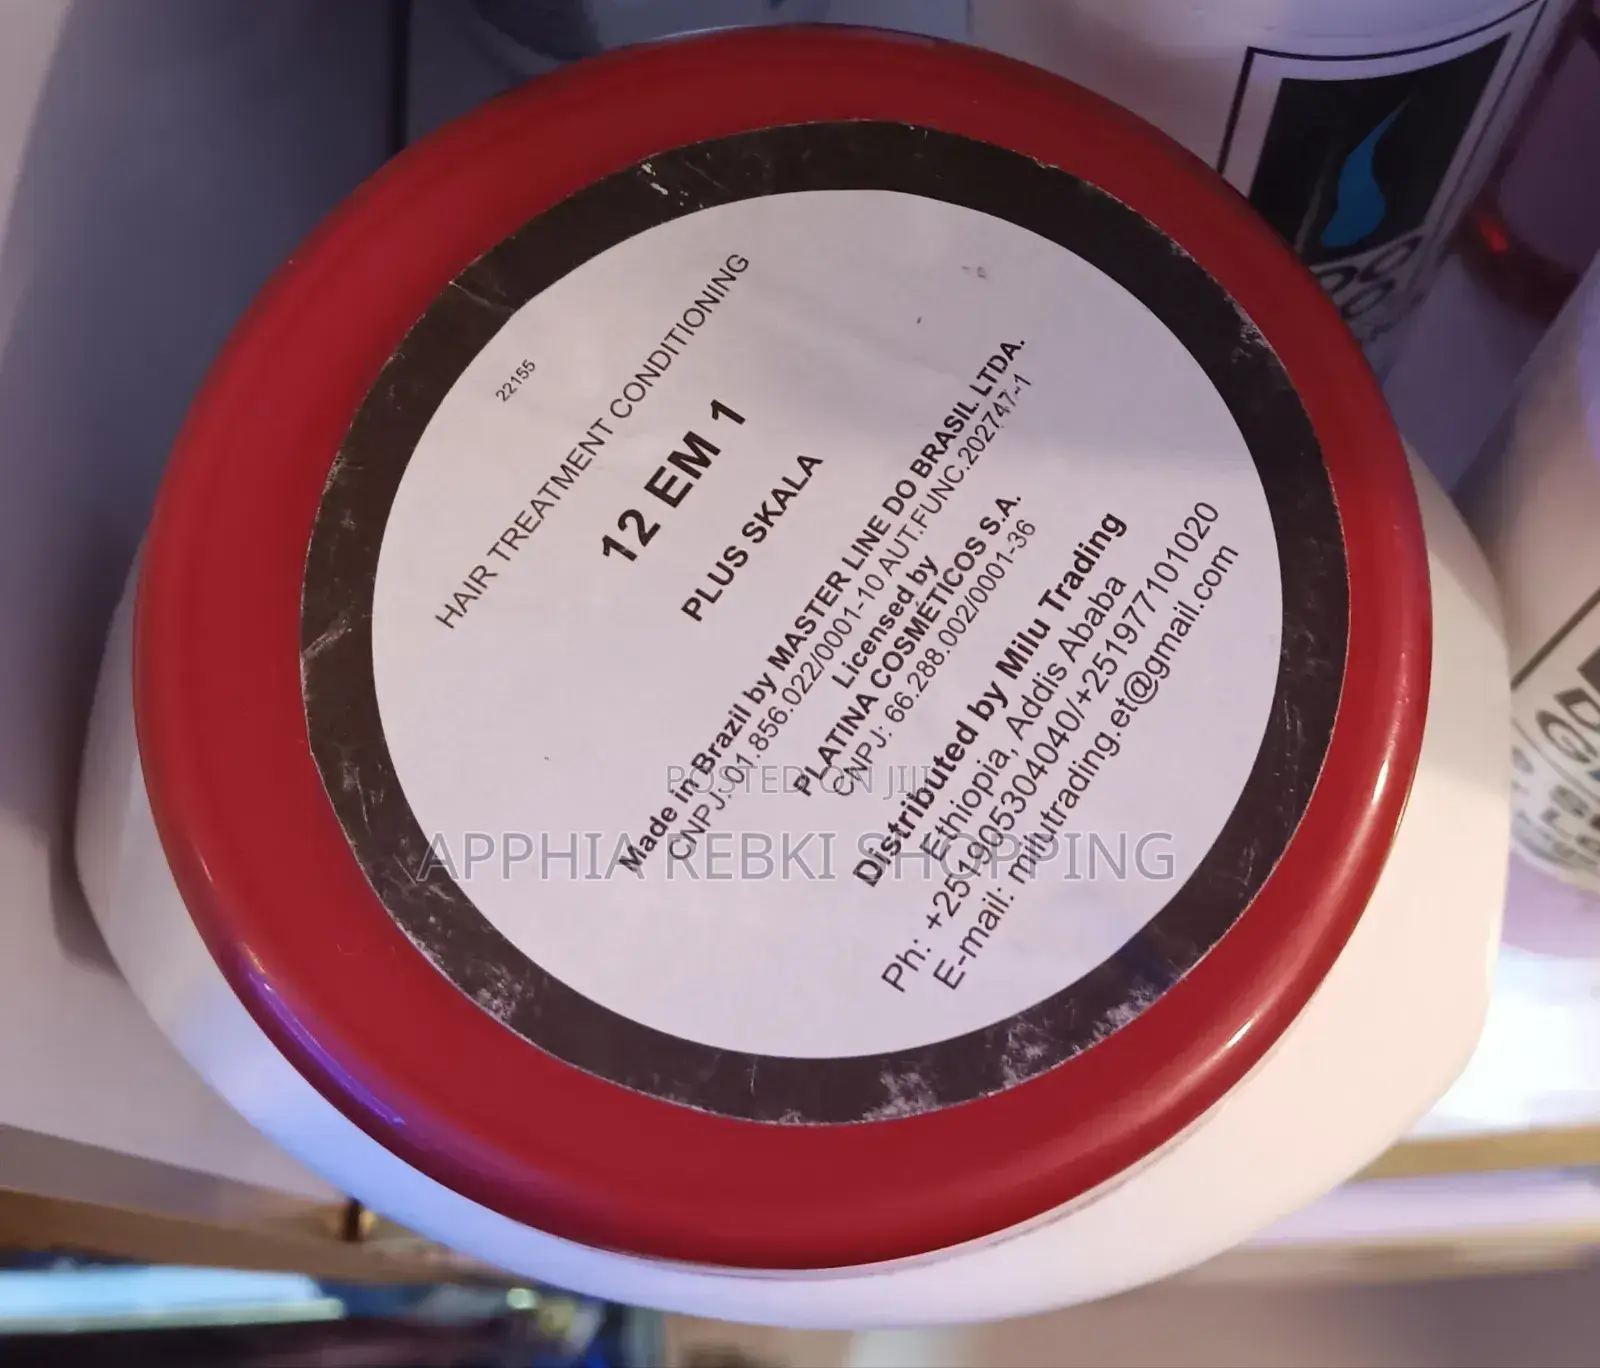 22155
HAIR TREATMENT CONDITIONING
12 EM 1
PLUS SKALA
Made in Brazil by MASTER LINE DO BRASIL LTDA.
CNPJ: 01.856.022/0001-10 AUT.FUNC.202747-1
Licensed by
PLATINA COSMÉTICOS S.A.
CNPJ: 66.288.002/0001-36
Distributed by Milu Trading
Ethiopia, Addis Ababa
Ph: +251905304040/+251977101020
E-mail: milutrading.et@gmail.com
POSTED ON JIJI
APPHIA REBKI SHOPPING